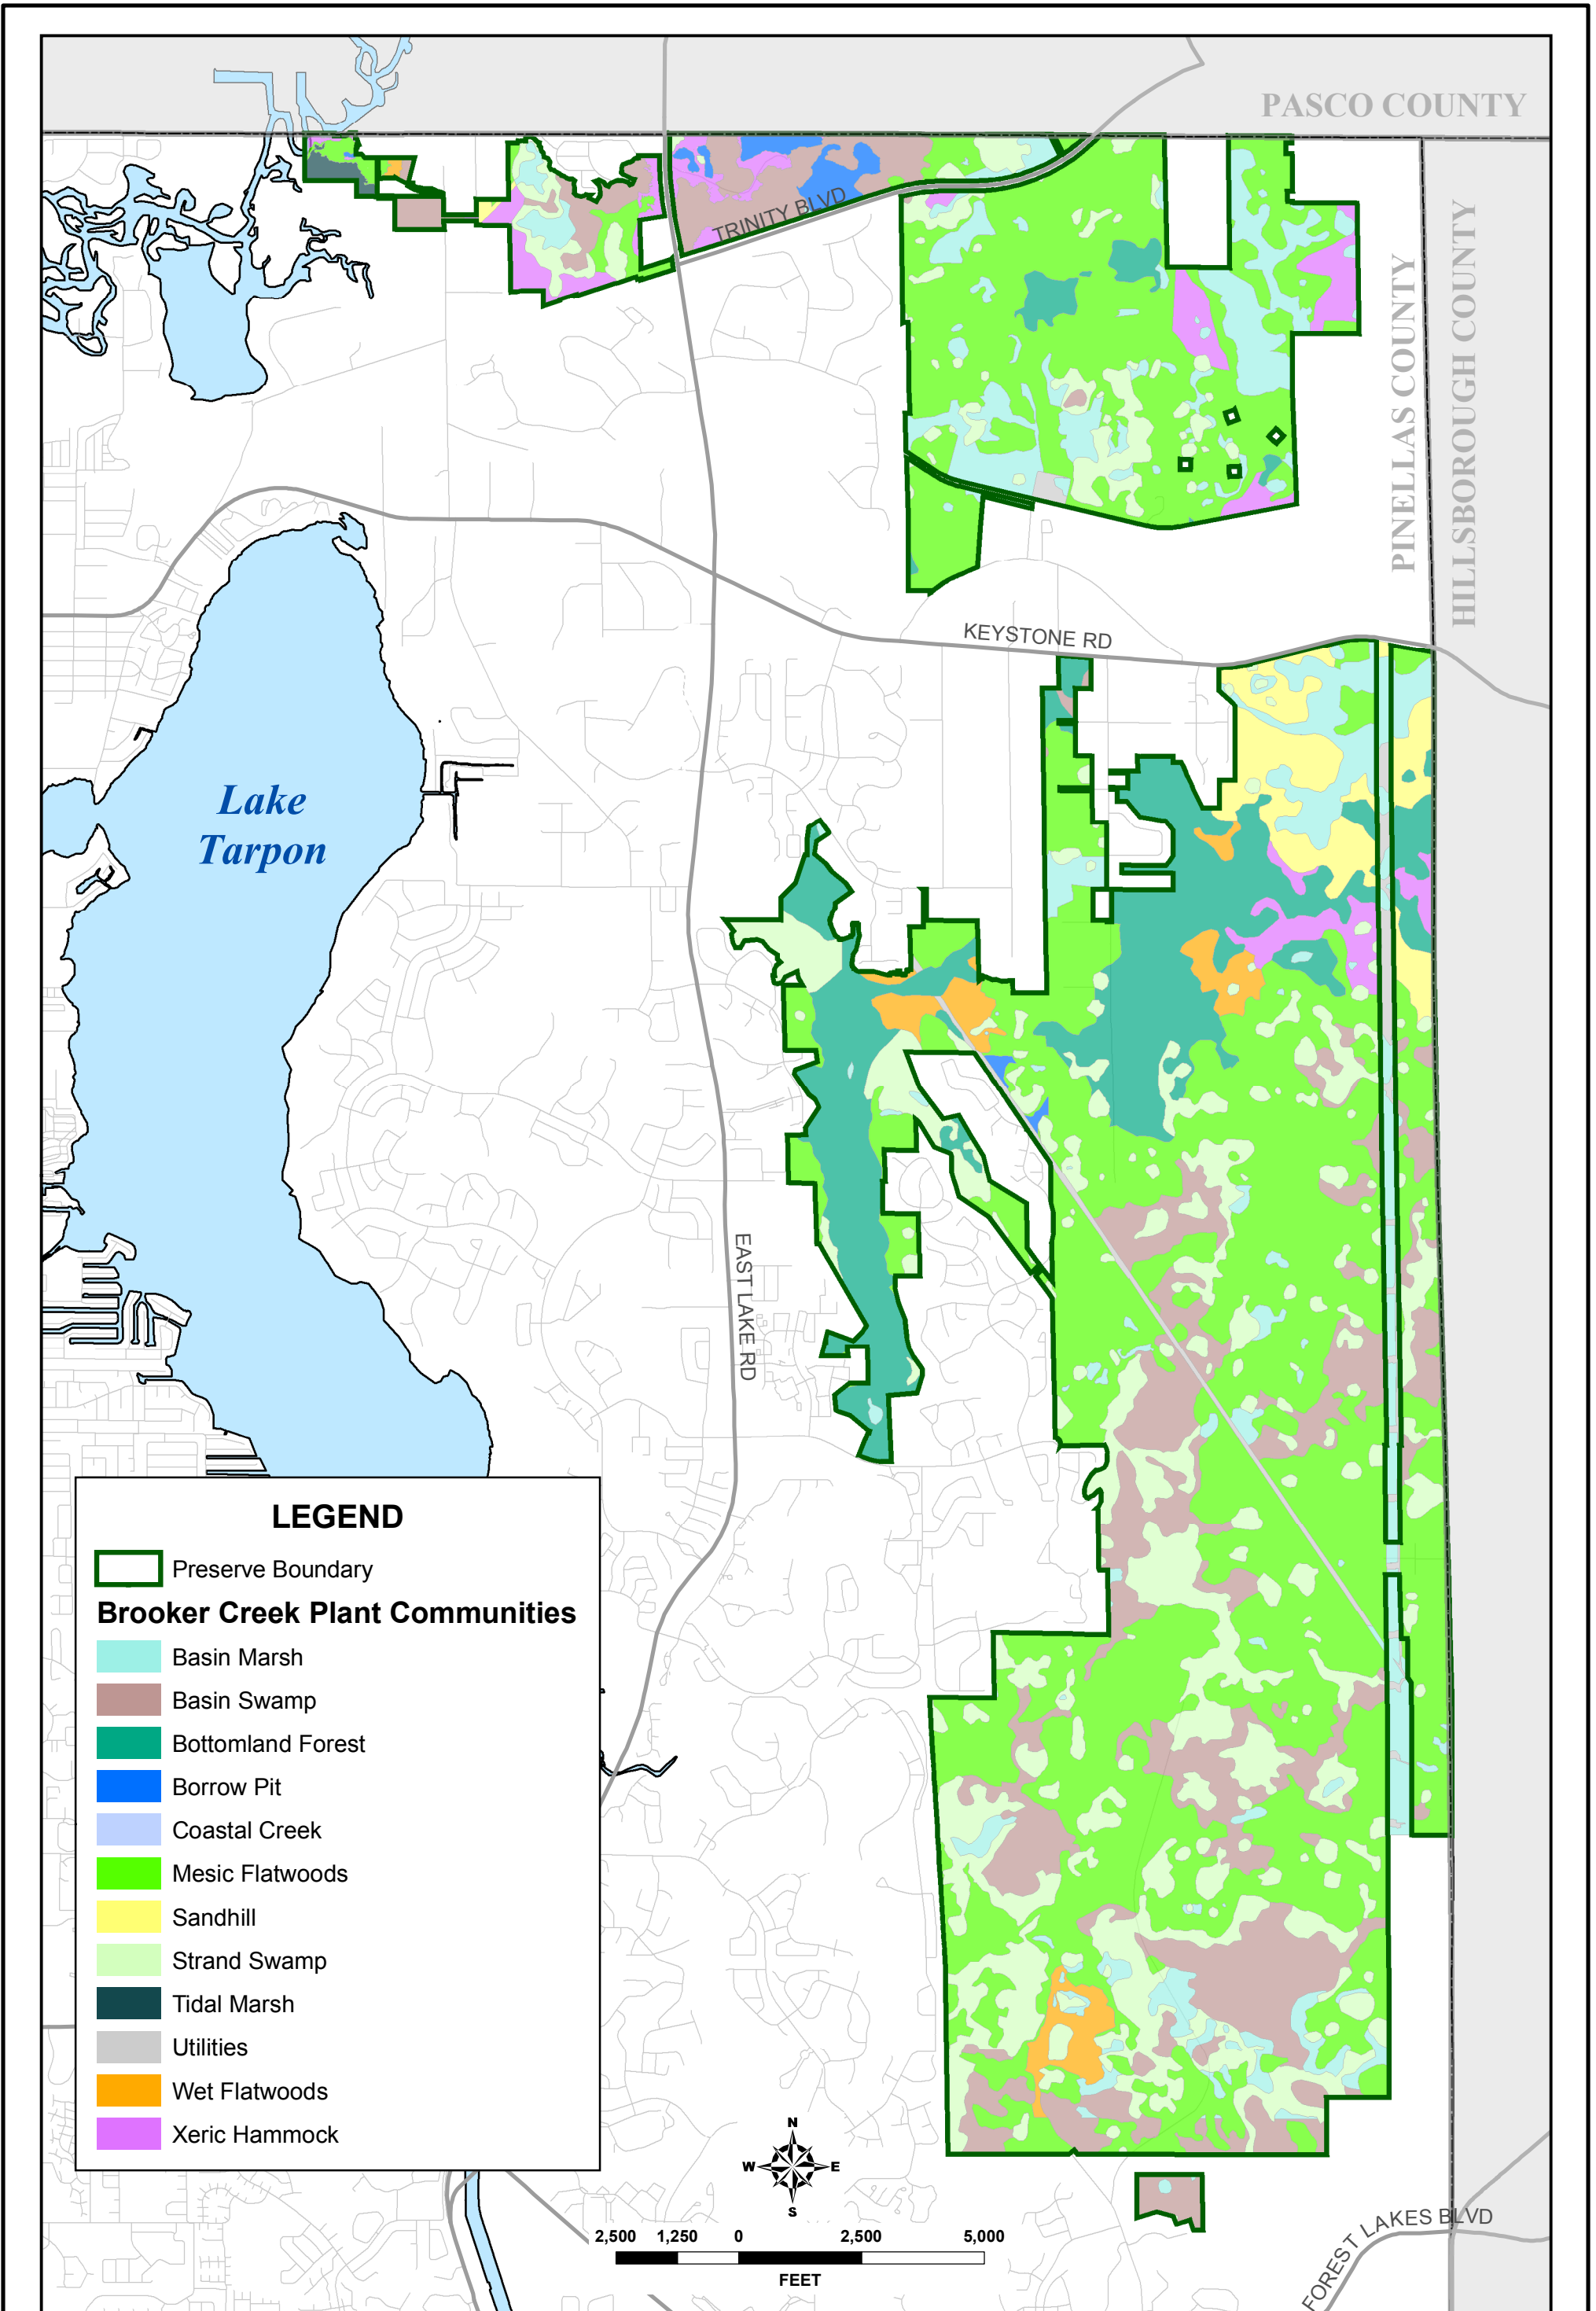 PASCO COUNTY
TRINITY BLVD
PINELLAS COUNTY
HILLSBOROUGH COUNTY
KEYSTONE RD
Lake
Tarpon
EAST LAKE RD
LEGEND
Preserve Boundary
Brooker Creek Plant Communities
Basin Marsh
Basin Swamp
Bottomland Forest
Borrow Pit
Coastal Creek
Mesic Flatwoods
Sandhill
Strand Swamp
Tidal Marsh
Utilities
Wet Flatwoods
Xeric Hammock
N
W E
S
2,500 1,250 0 2,500 5,000
FEET
FOREST LAKES BLVD